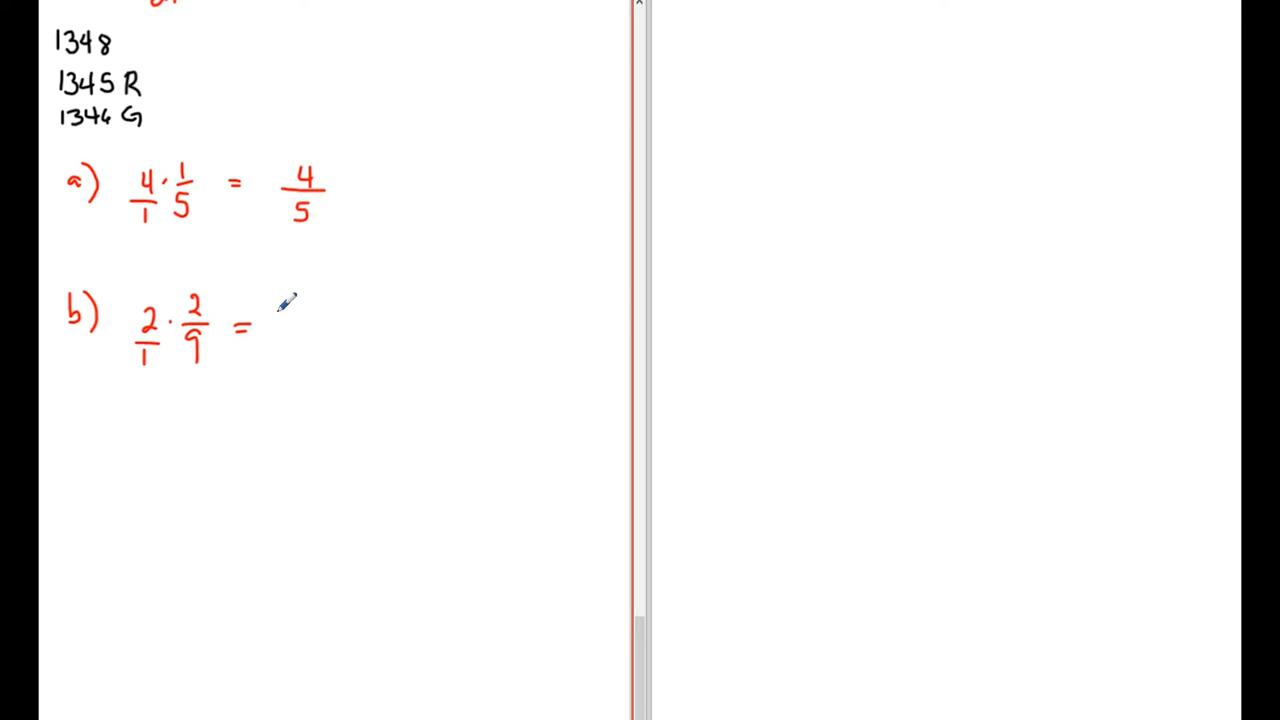 1348
1345 R
1346 G
a) 4/1 · 1/5 = 4/5
b) 2/1 · 2/9 =